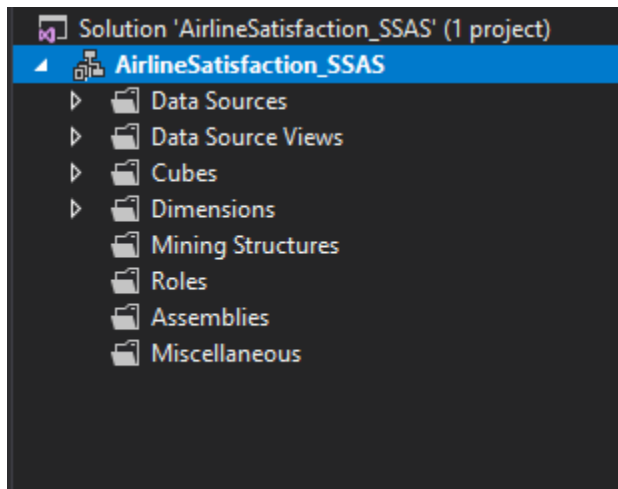 Solution 'AirlineSatisfaction_SSAS' (1 project)
AirlineSatisfaction_SSAS
Data Sources
Data Source Views
Cubes
Dimensions
Mining Structures
Roles
Assemblies
Miscellaneous